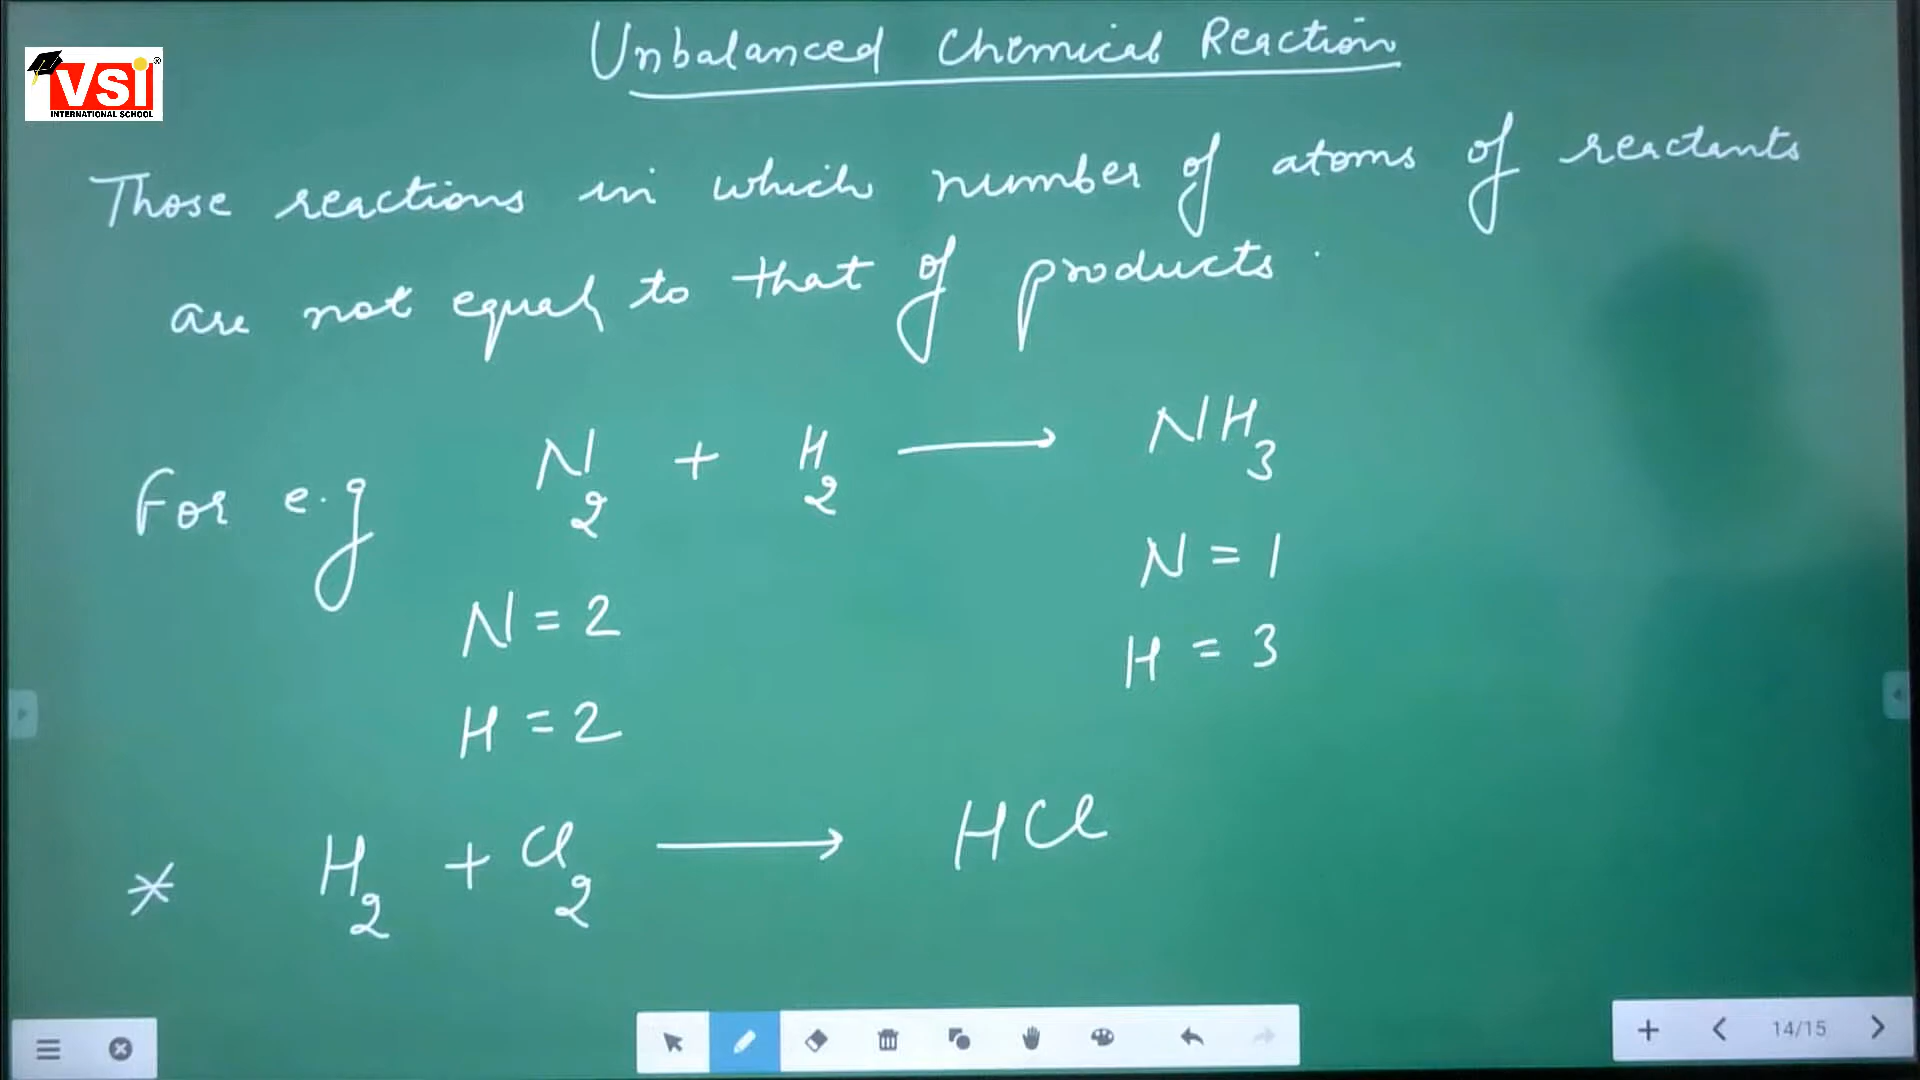 VSI
INTERNATIONAL SCHOOL
Unbalanced Chemical Reaction
Those reactions in which number of atoms of reactants
are not equal to that of products.
For e.g N2 + H2 ⟶ NH3
N = 2 N = 1
H = 2 H = 3
* H2 + Cl2 ⟶ HCl
14/15